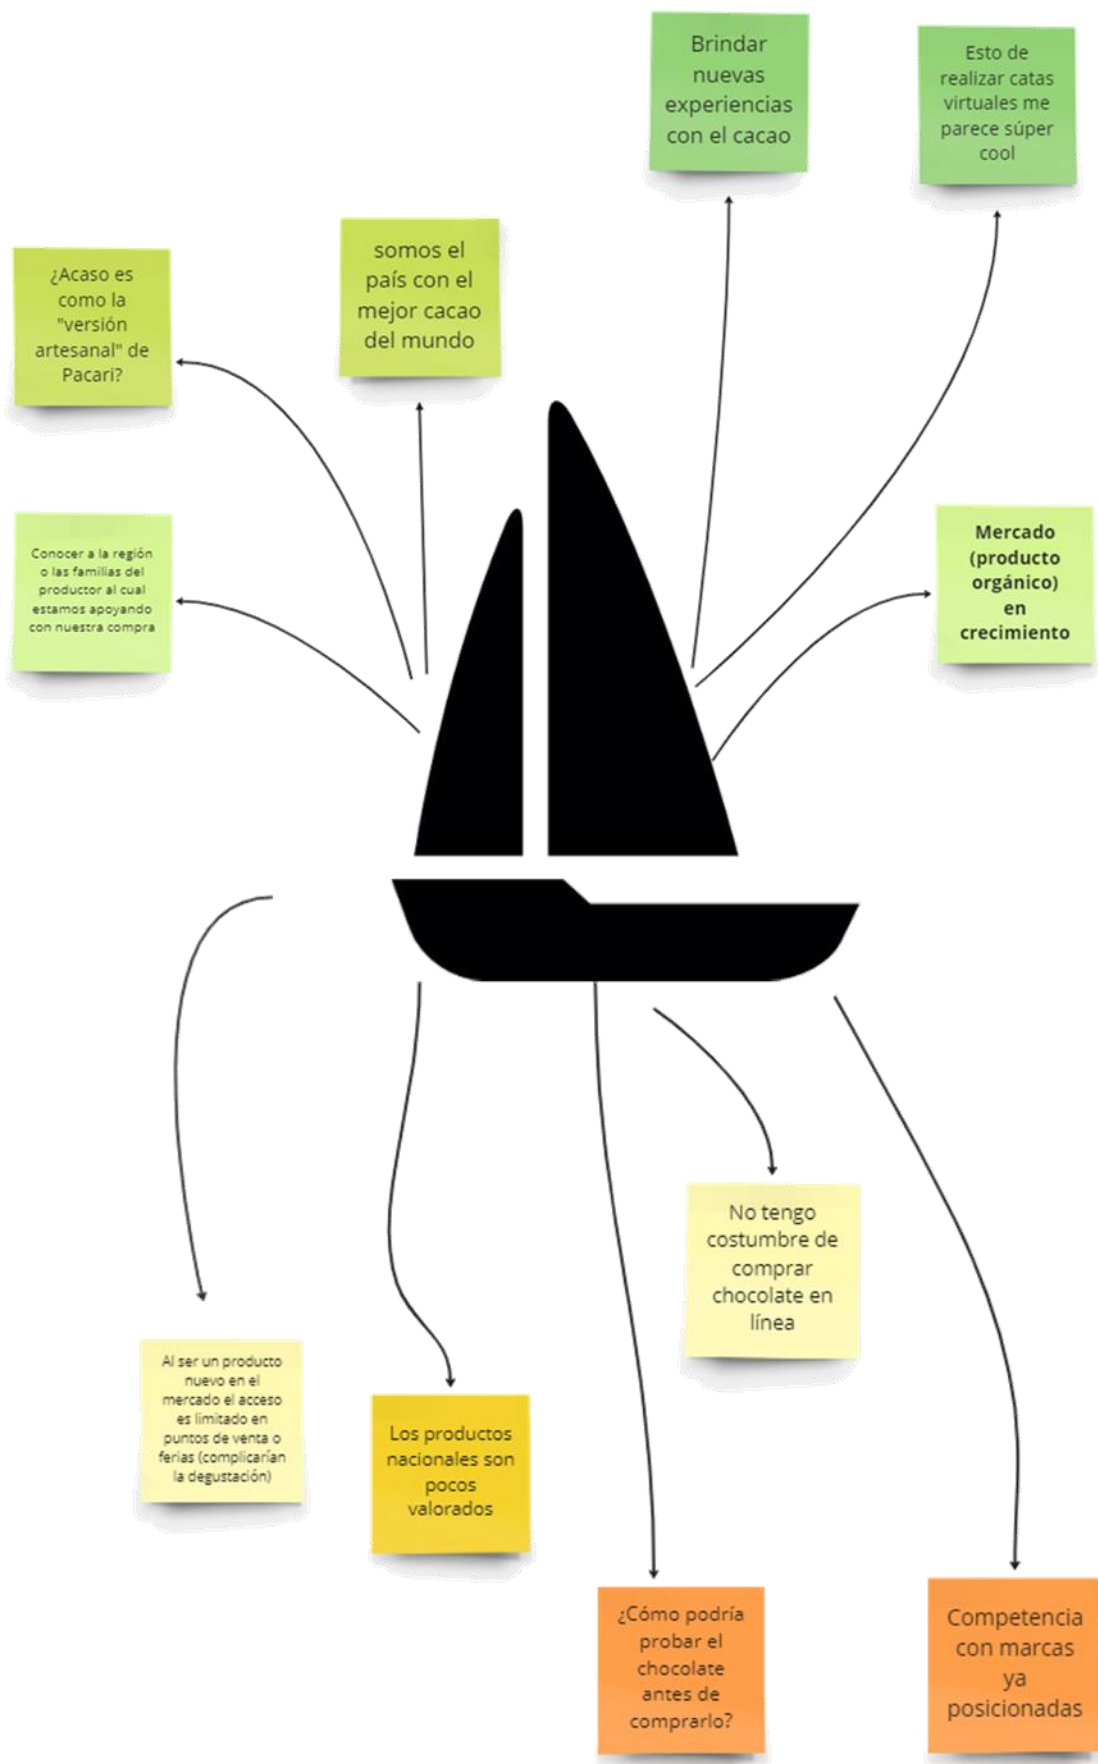 Brindar
nuevas
experiencias
con el cacao
Esto de
realizar catas
virtuales me
parece súper
cool
¿Acaso es
como la
"versión
artesanal" de
Pacari?
somos el
país con el
mejor cacao
del mundo
Conocer a la región
o las familias del
productor al cual
estamos apoyando
con nuestra compra
Mercado
(producto
orgánico)
en
crecimiento
No tengo
costumbre de
comprar
chocolate en
línea
Al ser un producto
nuevo en el
mercado el acceso
es limitado en
puntos de venta o
ferias (complicarían
la degustación)
Los productos
nacionales son
pocos
valorados
¿Cómo podría
probar el
chocolate
antes de
comprarlo?
Competencia
con marcas
ya
posicionadas